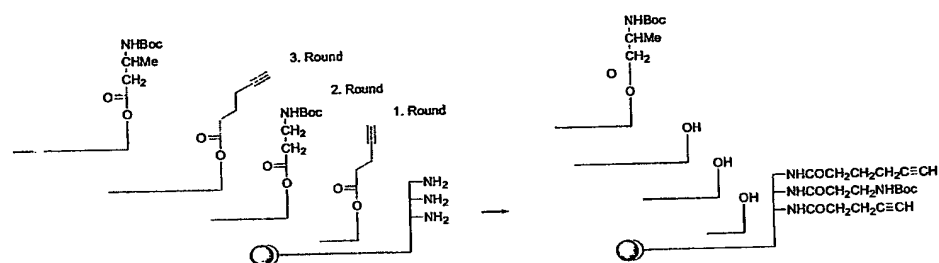 NHBoc
CHMe
CH2
O=
O
3. Round
O=
O
2. Round
NHBoc
CH2
CH2
O=
O
1. Round
O=
O
NH2
NH2
NH2
NHBoc
CHMe
O
O
OH
OH
OH
NHCOCH2CH2CH2C≡CH
NHCOCH2CH2NHBoc
NHCOCH2CH2C≡CH